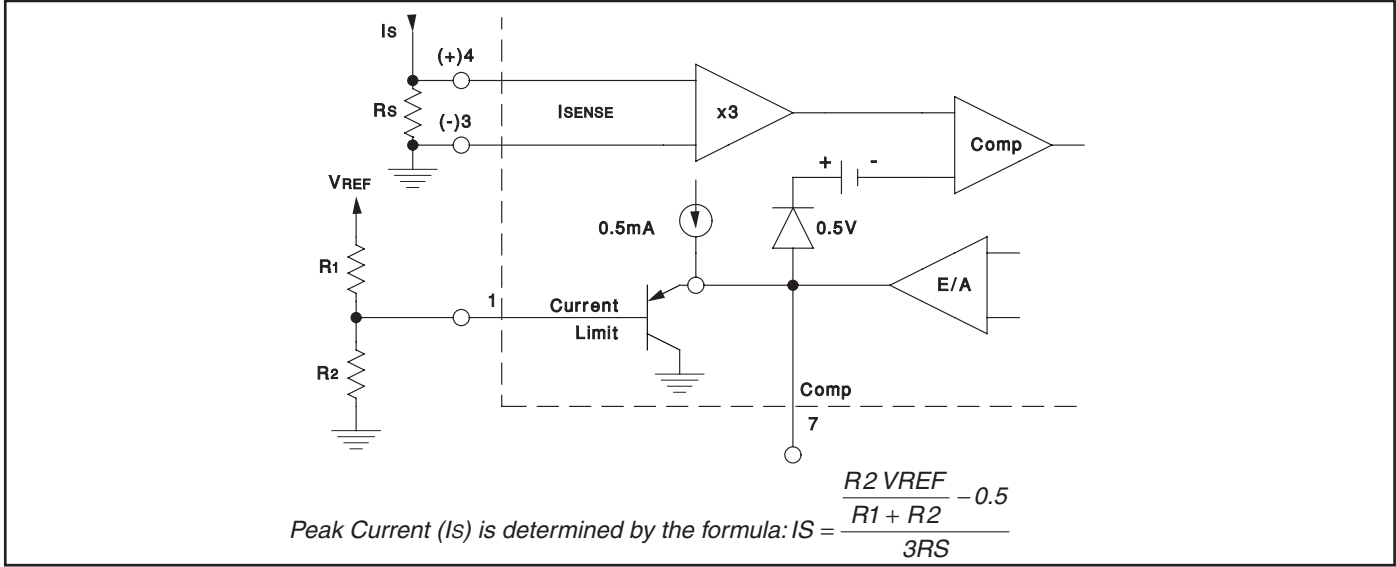 Is
(+)4
Rs
(-)3
ISENSE
x3
Comp
+ -
VREF
0.5mA
0.5V
R1
E/A
1
Current
Limit
R2
Comp
7
Peak Current (Is) is determined by the formula: IS = (R2 VREF / (R1 + R2) – 0.5) / 3RS